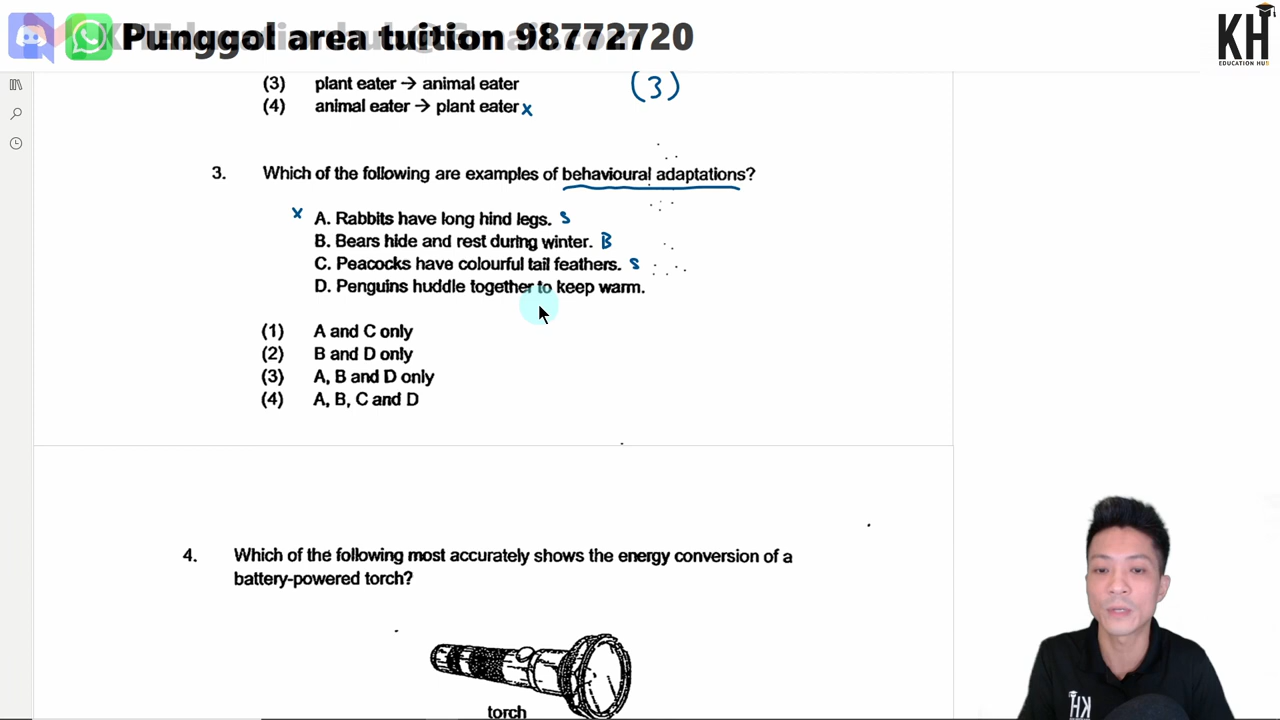 Punggol area tuition 98772720
KH
EDUCATION HUB
(3) plant eater → animal eater
(3)
(4) animal eater → plant eater x
3. Which of the following are examples of behavioural adaptations?
x A. Rabbits have long hind legs. S
B. Bears hide and rest during winter. B
C. Peacocks have colourful tail feathers. S
D. Penguins huddle together to keep warm.
(1) A and C only
(2) B and D only
(3) A, B and D only
(4) A, B, C and D
4. Which of the following most accurately shows the energy conversion of a
battery-powered torch?
torch
KH